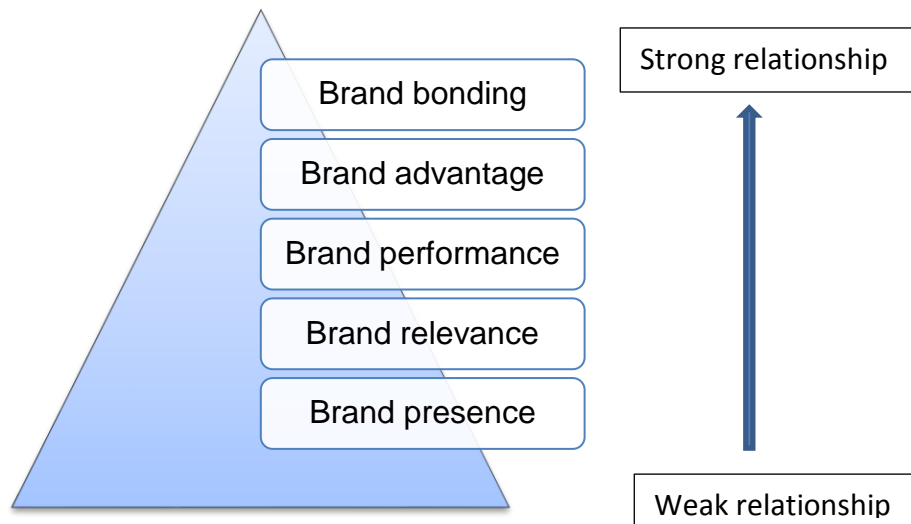 Strong relationship
Brand bonding
Brand advantage
Brand performance
Brand relevance
Brand presence
Weak relationship